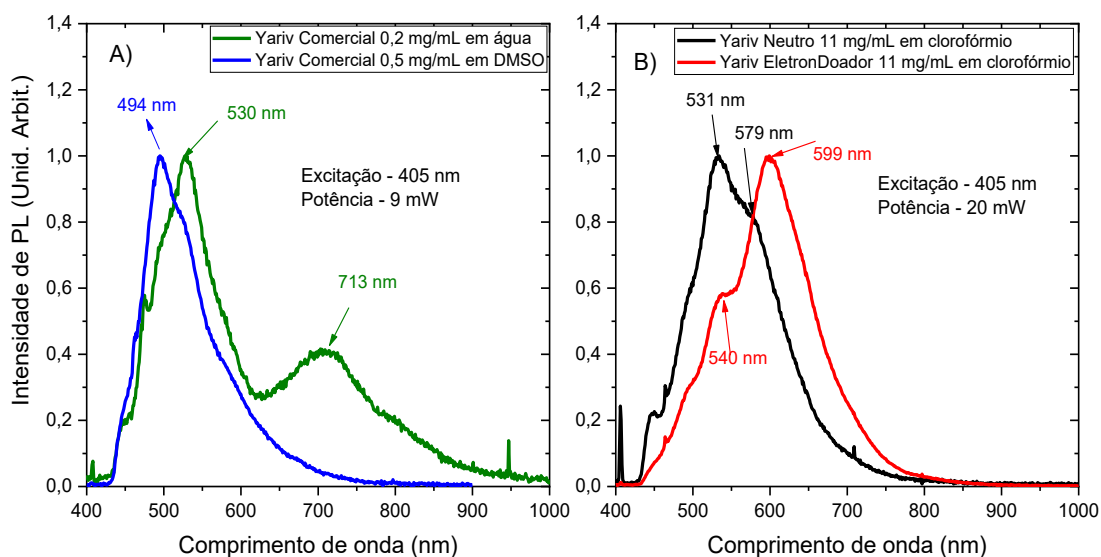 Intensidade de PL (Unid. Arbit.)
1,4
1,2
1,0
0,8
0,6
0,4
0,2
0,0
A)
Yariv Comercial 0,2 mg/mL em água
Yariv Comercial 0,5 mg/mL em DMSO
494 nm
530 nm
Excitação - 405 nm
Potência - 9 mW
713 nm
400 500 600 700 800 900 1000
Comprimento de onda (nm)
1,4
1,2
1,0
0,8
0,6
0,4
0,2
0,0
B)
Yariv Neutro 11 mg/mL em clorofórmio
Yariv EletronDoador 11 mg/mL em clorofórmio
531 nm
579 nm
599 nm
Excitação - 405 nm
Potência - 20 mW
540 nm
400 500 600 700 800 900 1000
Comprimento de onda (nm)